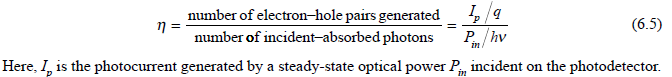 η = number of electron–hole pairs generated / number of incident–absorbed photons = I_p/q / P_in/hν (6.5)
Here, I_p is the photocurrent generated by a steady-state optical power P_in incident on the photodetector.